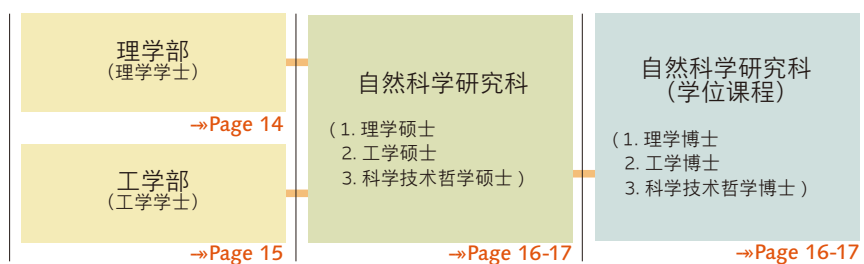 理学部
（理学学士）
→Page 14
工学部
（工学学士）
→Page 15
自然科学研究科
( 1. 理学硕士
2. 工学硕士
3. 科学技术哲学硕士 )
→Page 16-17
自然科学研究科
（学位课程）
( 1. 理学博士
2. 工学博士
3. 科学技术哲学博士 )
→Page 16-17